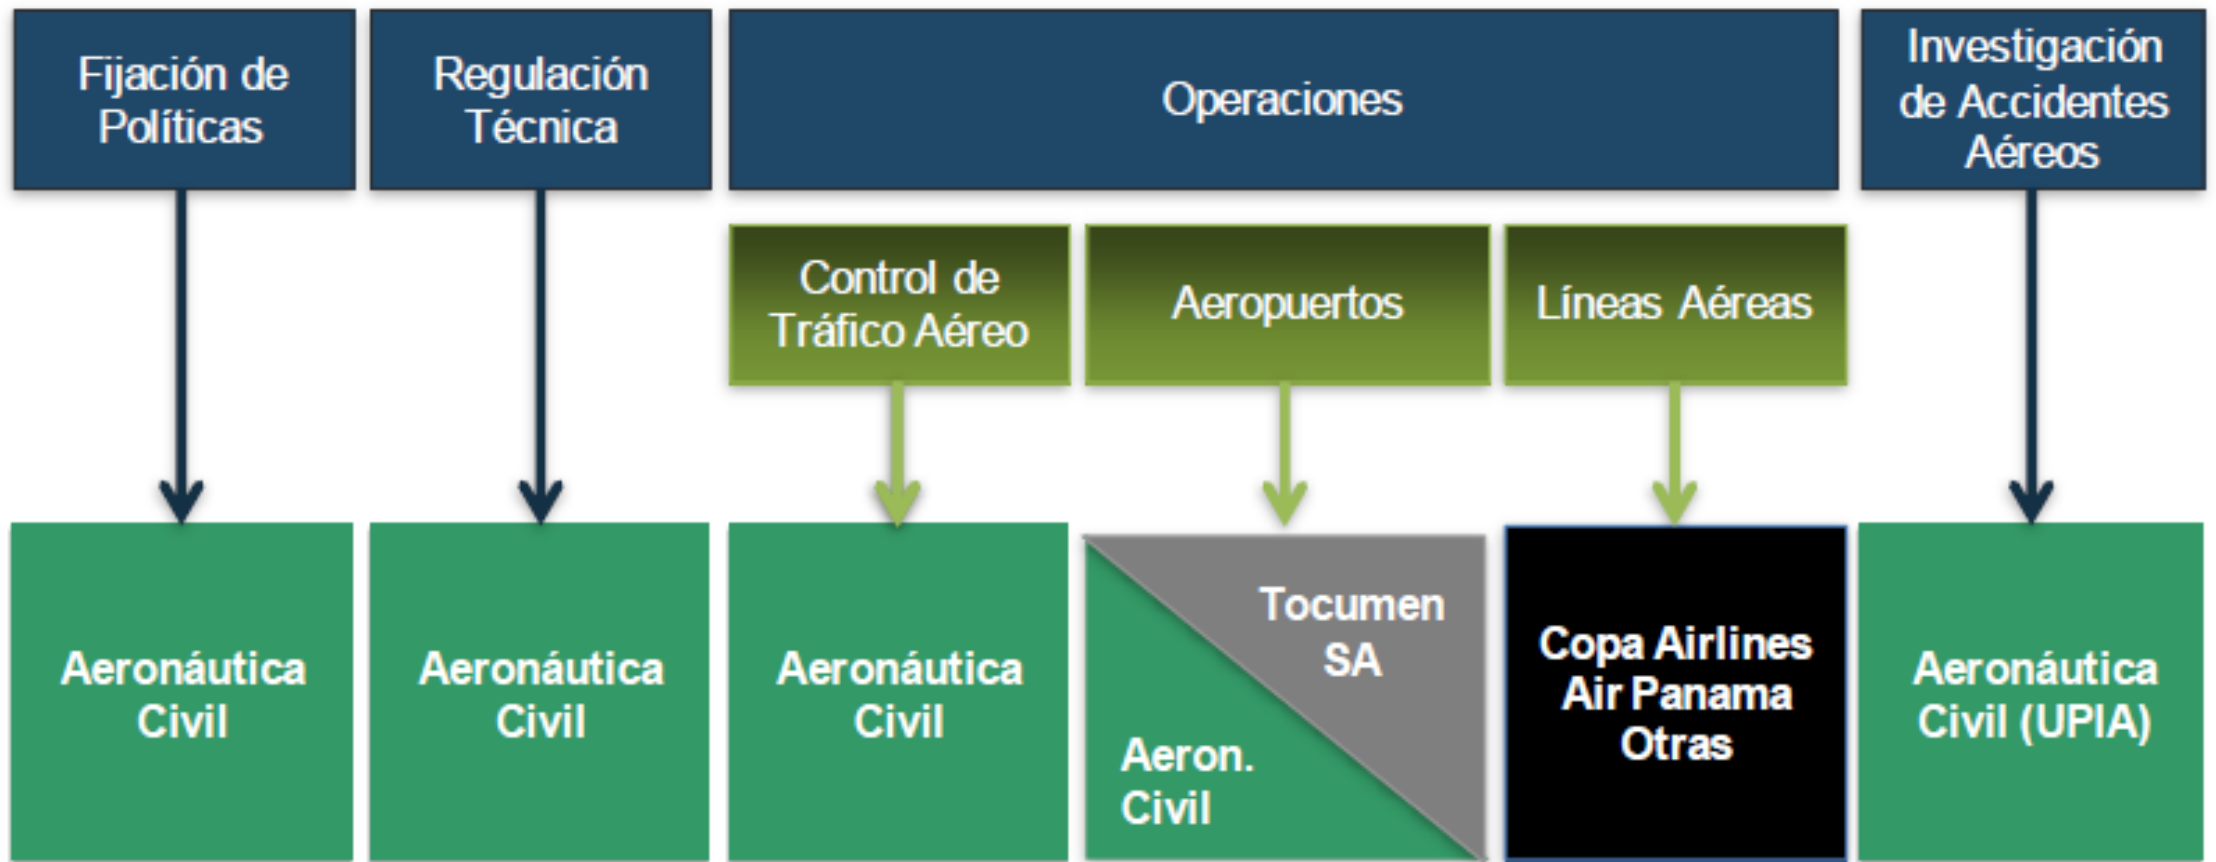 Fijación de
Políticas
Regulación
Técnica
Operaciones
Investigación
de Accidentes
Aéreos
Control de
Tráfico Aéreo
Aeropuertos
Líneas Aéreas
Aeronáutica
Civil
Aeronáutica
Civil
Aeronáutica
Civil
Tocumen
SA
Aeron.
Civil
Copa Airlines
Air Panama
Otras
Aeronáutica
Civil (UPIA)